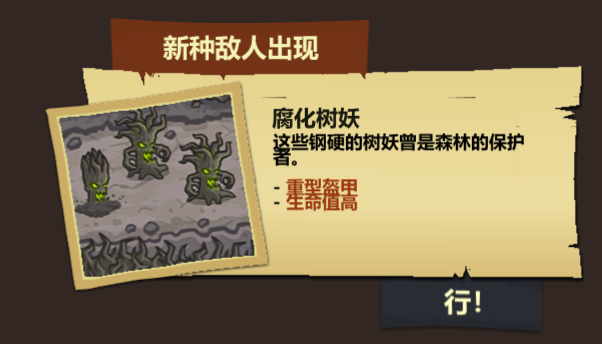 新种敌人出现
腐化树妖
这些钢硬的树妖曾是森林的保护
者。
- 重型盔甲
- 生命值高
行!